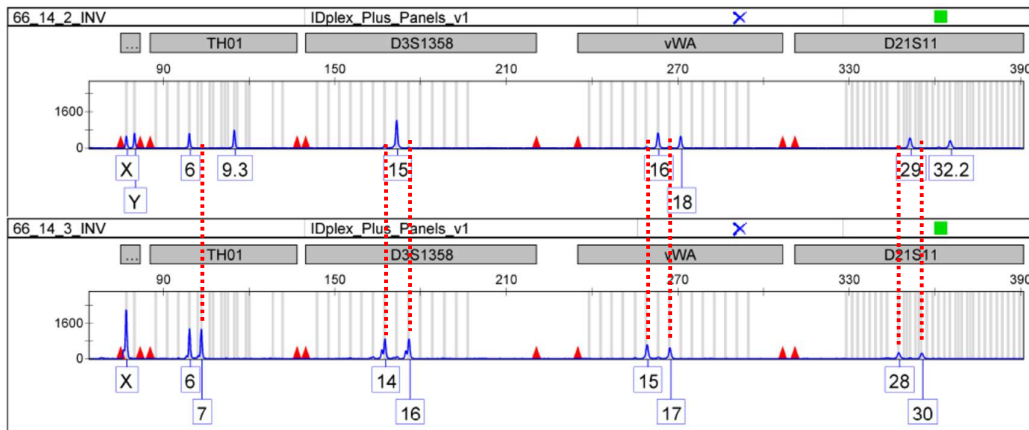 66_14_2_INV IDplex_Plus_Panels_v1
... TH01 D3S1358 vWA D21S11
90 150 210 270 330 390
1600
0
X 6 9.3 15 16 29 32.2
Y 18
66_14_3_INV IDplex_Plus_Panels_v1
... TH01 D3S1358 vWA D21S11
90 150 210 270 330 390
1600
0
X 6 14 15 28
7 16 17 30